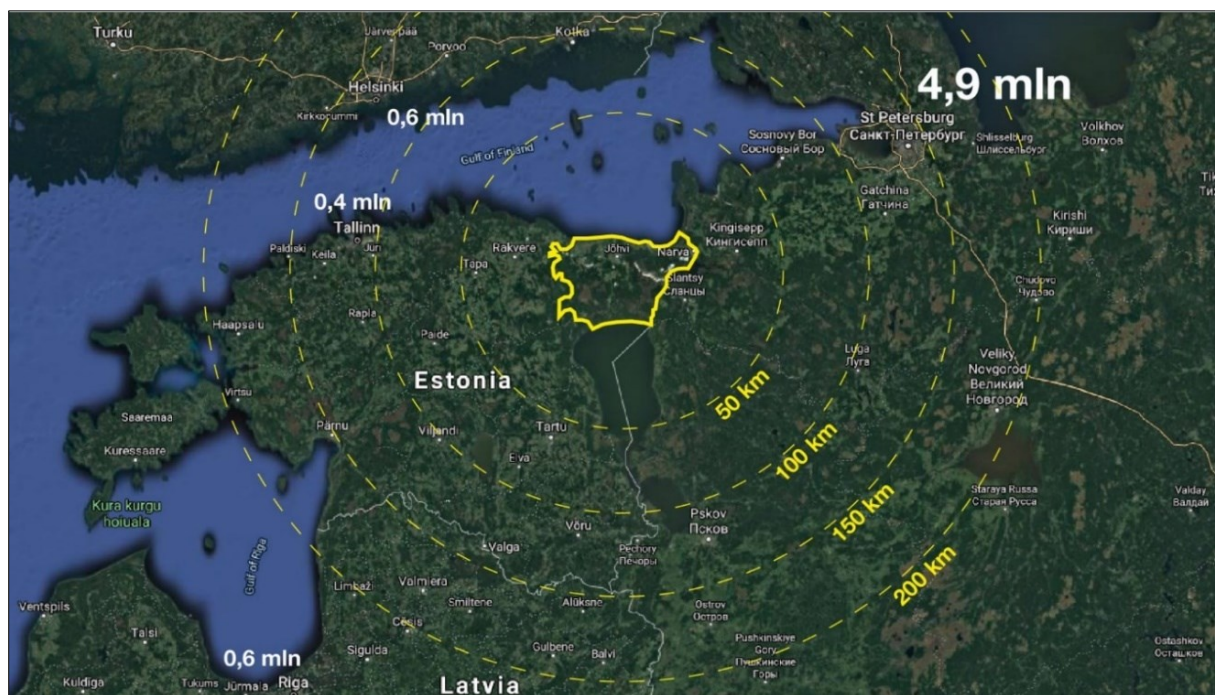 Turku
Järvenpää
Porvoo
Kotka
Helsinki
Kirkkonummi
0,6 mln
4,9 mln
St Petersburg
Санкт-Петербург
Sosnovy Bor
Сосновый Бор
Shlisselburg
Шлиссельбург
Volkhov
Волхов
Gulf of Finland
Gatchina
Гатчина
0,4 mln
Tallinn
Paldiski
Keila
Jüri
Rakvere
Tapa
Jõhvi
Narva
Kingisepp
Кингисепп
Slantsy
Сланцы
Kirishi
Кириши
Chudovo
Чудово
Haapsalu
Rapla
Paide
Luga
Луга
Veliky
Novgorod
Великий
Новгород
Estonia
50 km
Virtsu
Saaremaa
Kuressaare
Pärnu
Viljandi
Tartu
Elva
100 km
Kura kurgu
hoiuala
Staraya Russa
Старая Русса
Valday
Валдай
150 km
Pskov
Псков
Võru
Valga
Pechory
Печоры
Gulf of Riga
200 km
Ventspils
Talsi
Limbaži
Valmiera
Smiltene
Alūksne
Ostrov
Остров
Cēsis
Sigulda
Gulbene
Balvi
Pushkinskiye
Gory
Пушкинские
Горы
Ostashkov
Осташков
0,6 mln
Kuldīga
Tukums
Jūrmala
Riga
Latvia